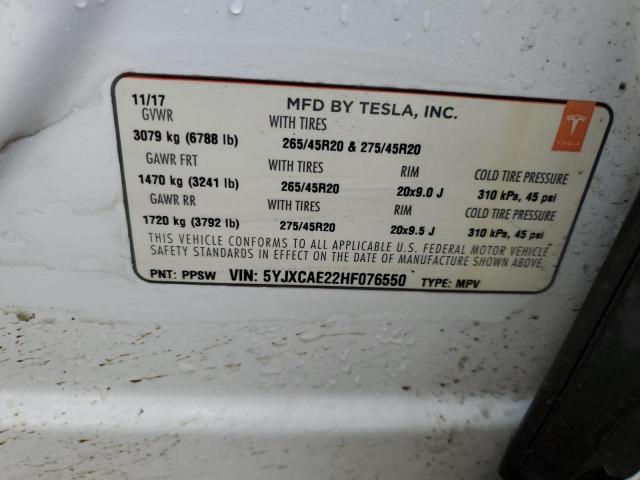 11/17 MFD BY TESLA, INC.
GVWR WITH TIRES
3079 kg (6788 lb) 265/45R20 & 275/45R20
GAWR FRT WITH TIRES RIM COLD TIRE PRESSURE
1470 kg (3241 lb) 265/45R20 20x9.0 J 310 kPa, 45 psi
GAWR RR WITH TIRES RIM COLD TIRE PRESSURE
1720 kg (3792 lb) 275/45R20 20x9.5 J 310 kPa, 45 psi
THIS VEHICLE CONFORMS TO ALL APPLICABLE U.S. FEDERAL MOTOR VEHICLE
SAFETY STANDARDS IN EFFECT ON THE DATE OF MANUFACTURE SHOWN ABOVE.
PNT: PPSW VIN: 5YJXCAE22HF076550 TYPE: MPV
TESLA